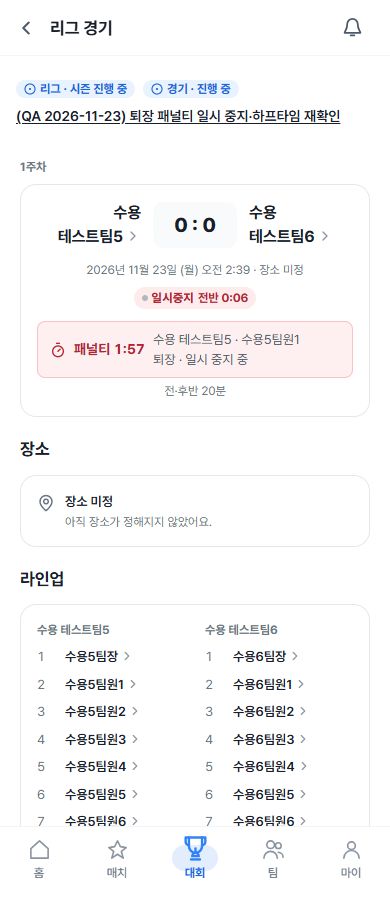 리그 경기
리그 · 시즌 진행 중
경기 · 진행 중
(QA 2026-11-23) 퇴장 패널티 일시 중지·하프타임 재확인
1주차
수용
테스트팀5
0 : 0
수용
테스트팀6
2026년 11월 23일 (월) 오전 2:39 · 장소 미정
일시중지 전반 0:06
패널티 1:57
수용 테스트팀5 · 수용5팀원1
퇴장 · 일시 중지 중
전·후반 20분
장소
장소 미정
아직 장소가 정해지지 않았어요.
라인업
수용 테스트팀5
1 수용5팀장
2 수용5팀원1
3 수용5팀원2
4 수용5팀원3
5 수용5팀원4
6 수용5팀원5
7 수용5팀원6
수용 테스트팀6
1 수용6팀장
2 수용6팀원1
3 수용6팀원2
4 수용6팀원3
5 수용6팀원4
6 수용6팀원5
7 수용6팀원6
홈
매치
대회
팀
마이